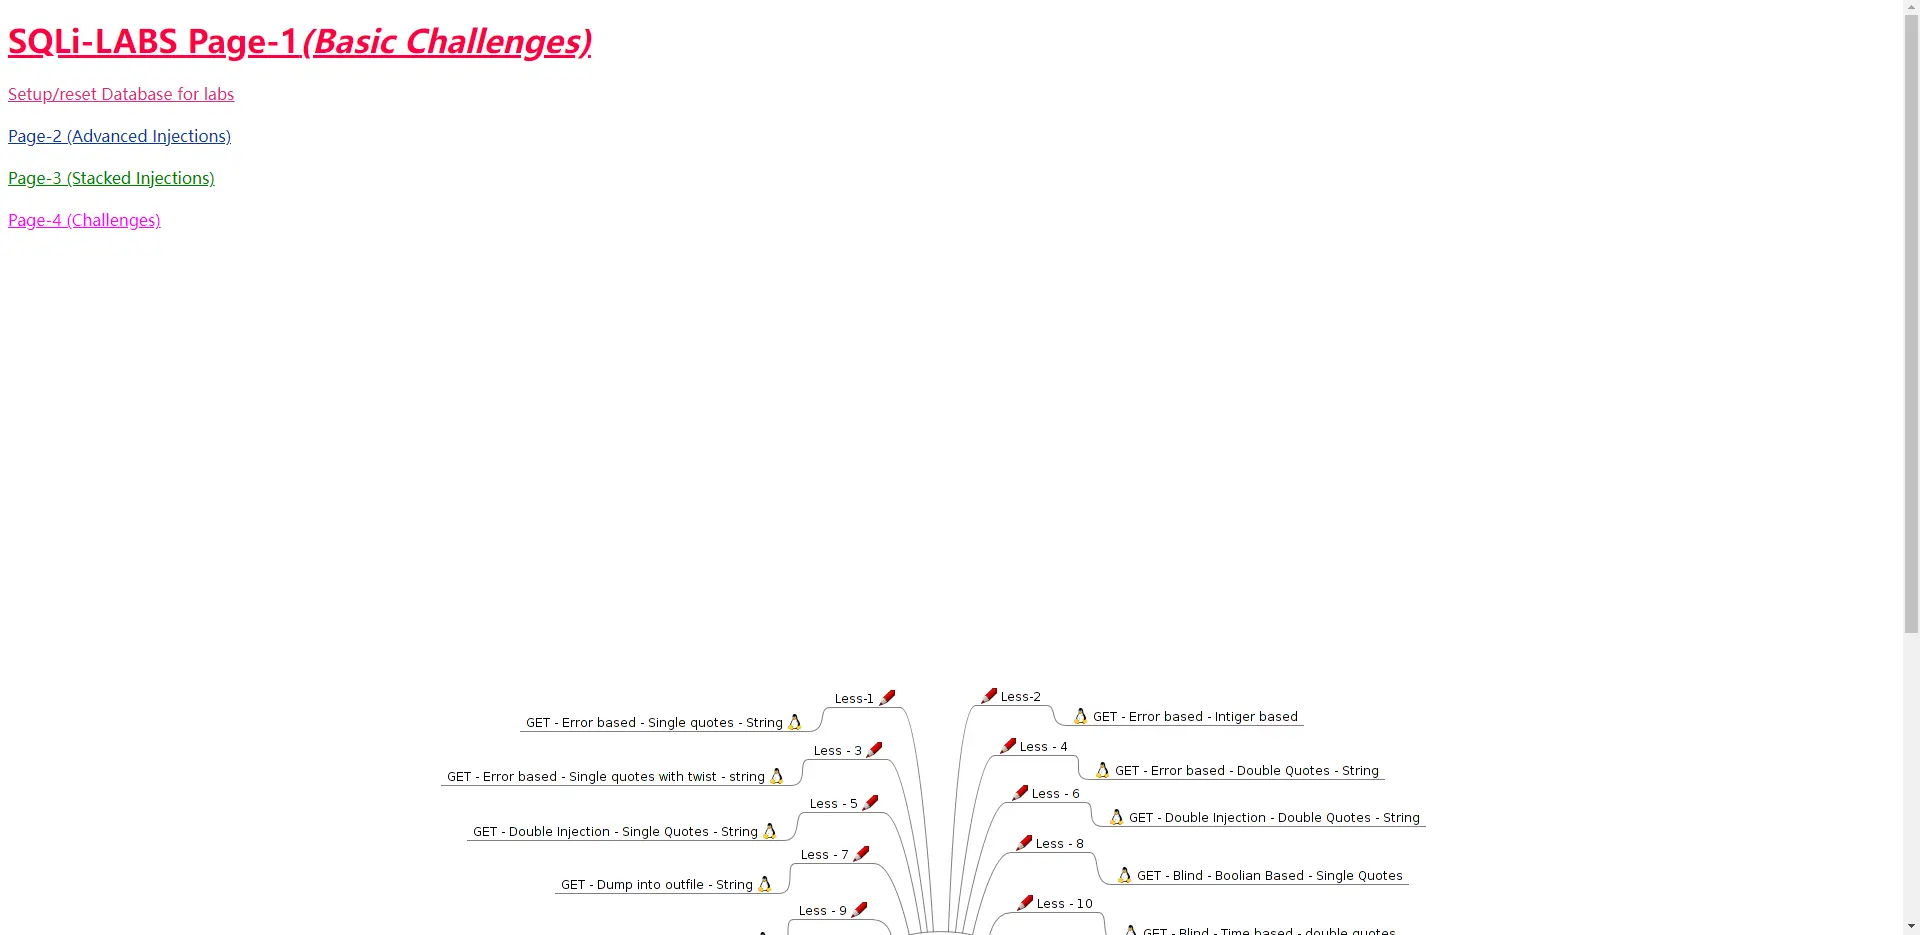 SQLi-LABS Page-1(Basic Challenges)
Setup/reset Database for labs
Page-2 (Advanced Injections)
Page-3 (Stacked Injections)
Page-4 (Challenges)
Less-1
GET - Error based - Single quotes - String
Less - 3
GET - Error based - Single quotes with twist - string
Less - 5
GET - Double Injection - Single Quotes - String
Less - 7
GET - Dump into outfile - String
Less - 9
Less-2
GET - Error based - Intiger based
Less - 4
GET - Error based - Double Quotes - String
Less - 6
GET - Double Injection - Double Quotes - String
Less - 8
GET - Blind - Boolian Based - Single Quotes
Less - 10
GET - Blind - Time based - double quotes